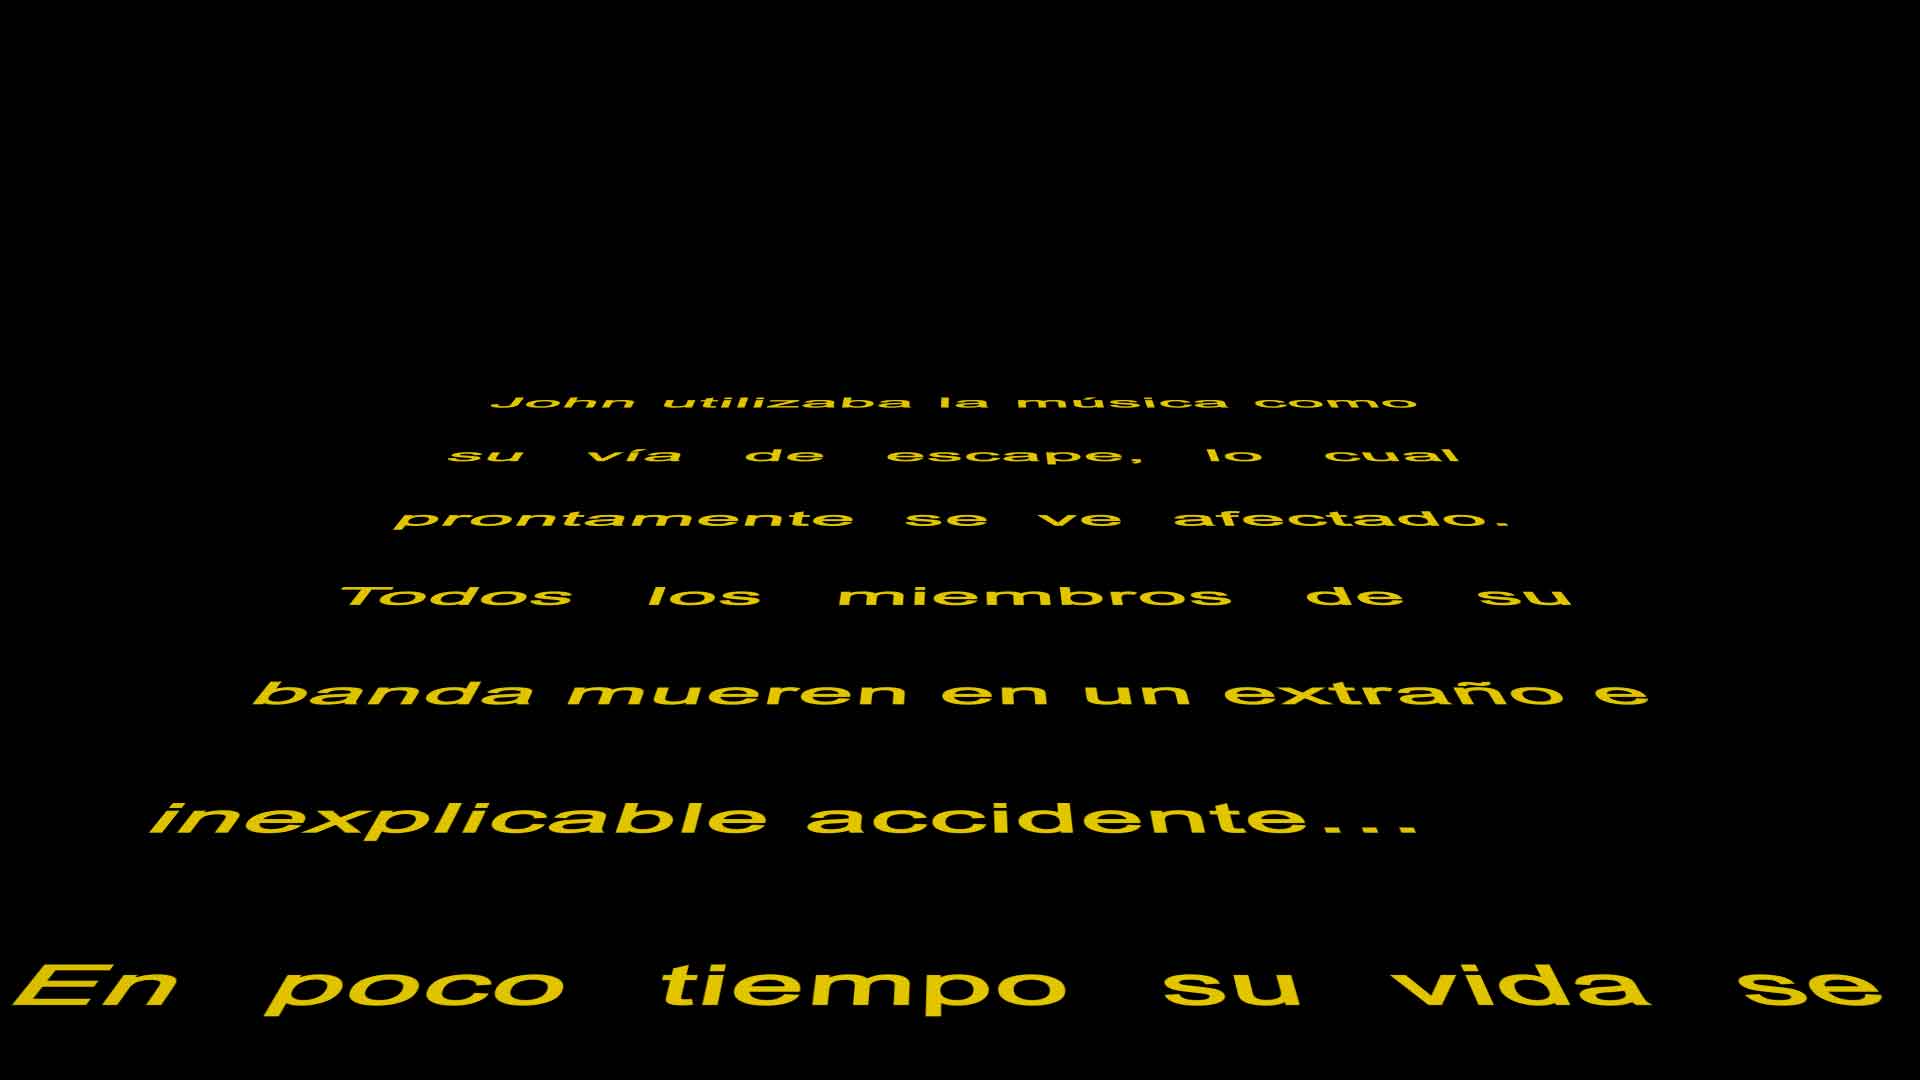 John utilizaba la música como
su vía de escape, lo cual
prontamente se ve afectado.
Todos los miembros de su
banda mueren en un extraño e
inexplicable accidente...
En poco tiempo su vida se